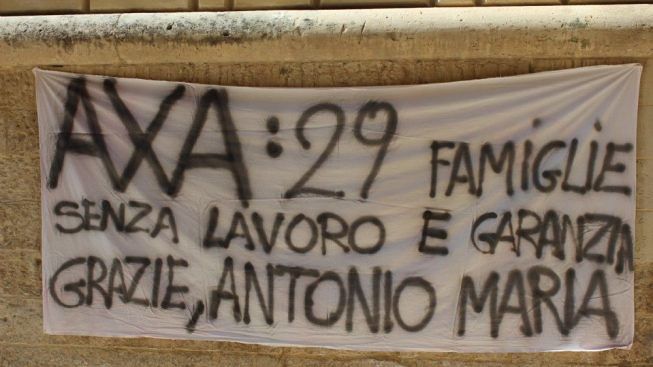 AXA: 29 FAMIGLIE
SENZA LAVORO E GARANZIA
GRAZIE, ANTONIO MARIA